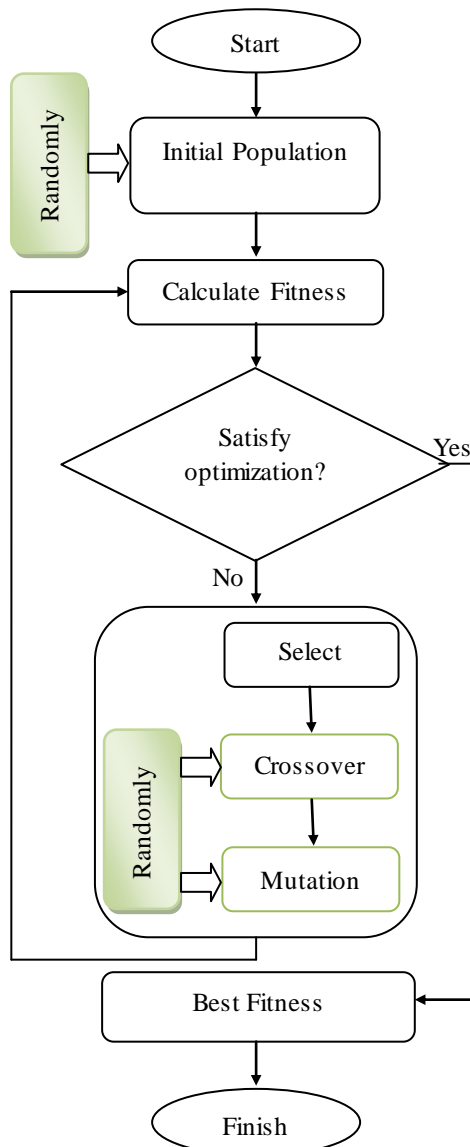 Start
Randomly
Initial Population
Calculate Fitness
Satisfy
optimization?
Yes
No
Select
Randomly
Crossover
Mutation
Best Fitness
Finish